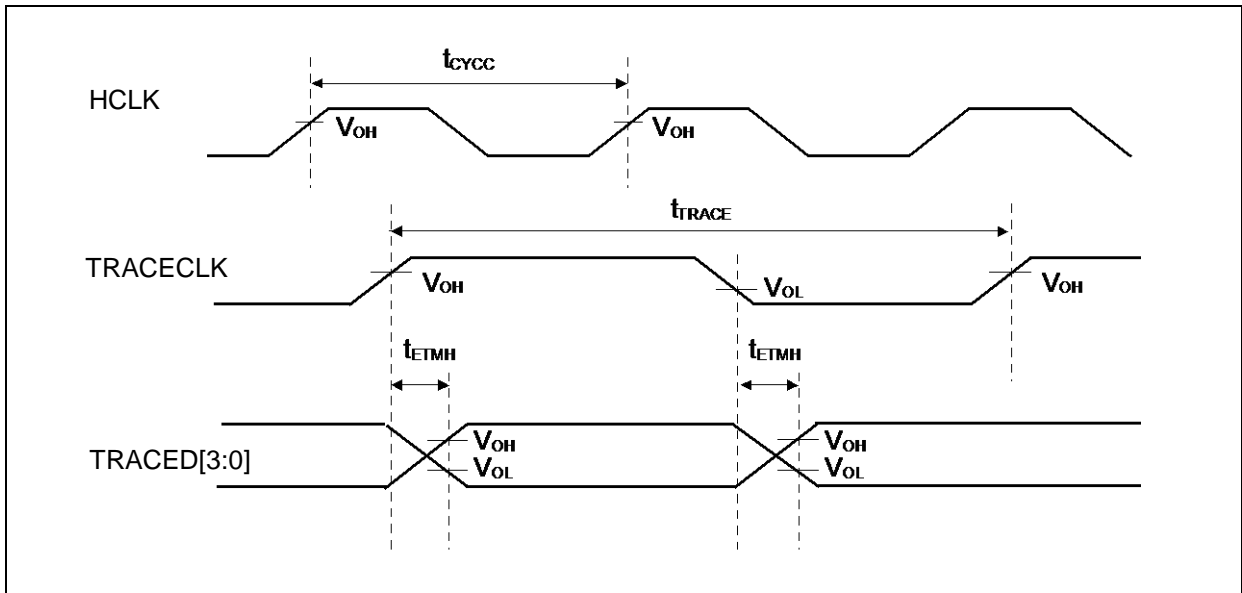 tCYCC
HCLK
VOH VOH
tTRACE
TRACECLK
VOH VOL VOH
tETMH tETMH
TRACED[3:0]
VOH VOH
VOL VOL